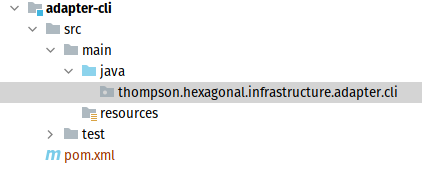 adapter-cli
src
main
java
thompson.hexagonal.infrastructure.adapter.cli
resources
test
m pom.xml